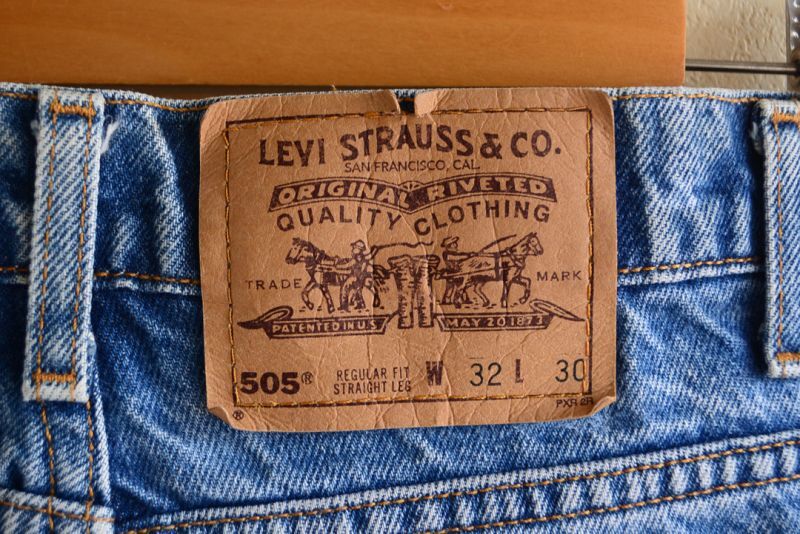 LEVI STRAUSS & CO.
SAN FRANCISCO, CAL.
ORIGINAL RIVETED
QUALITY CLOTHING
TRADE MARK
PATENTED IN U.S. MAY 20 1873
505® REGULAR FIT STRAIGHT LEG W 32 L 30
®